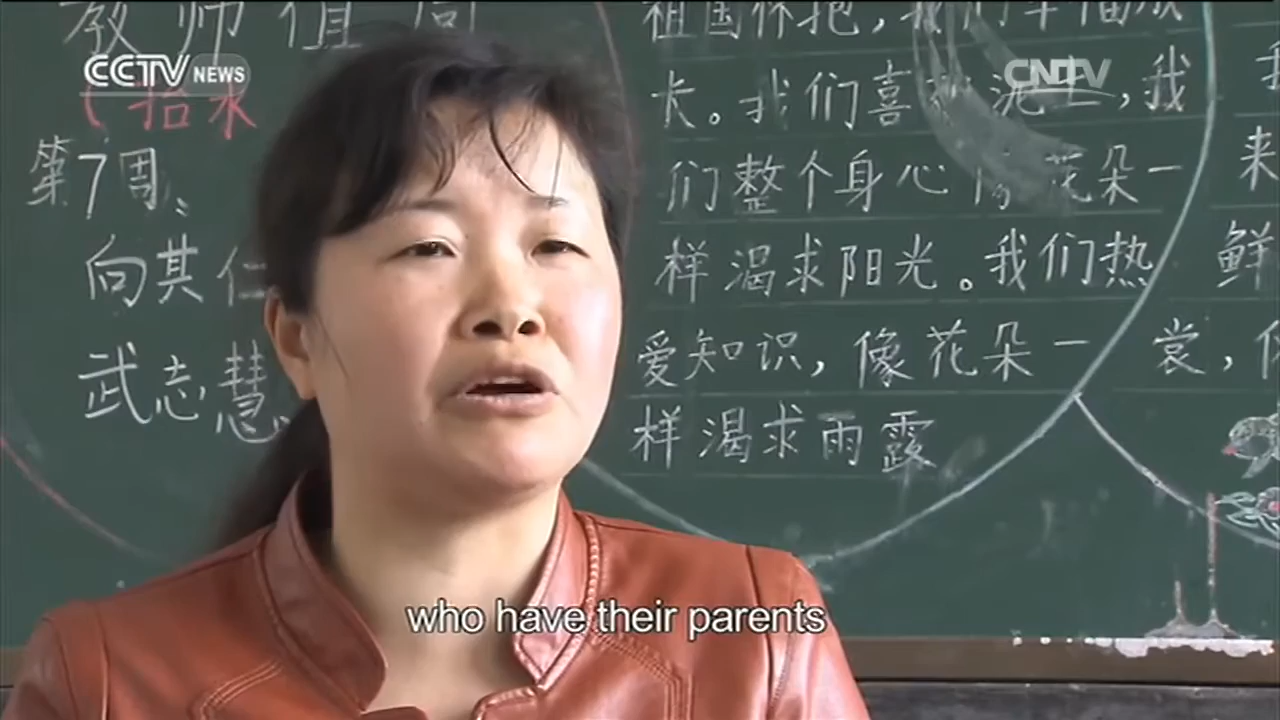 CCTV NEWS
CNTV
教师值周
第7周
向其仁
武志慧
祖国怀抱,我们幸福成
长。我们喜 泥土,我
们整个身心像花朵一
样渴求阳光。我们热
爱知识,像花朵一
样渴求雨露
来
鲜
裳,
who have their parents